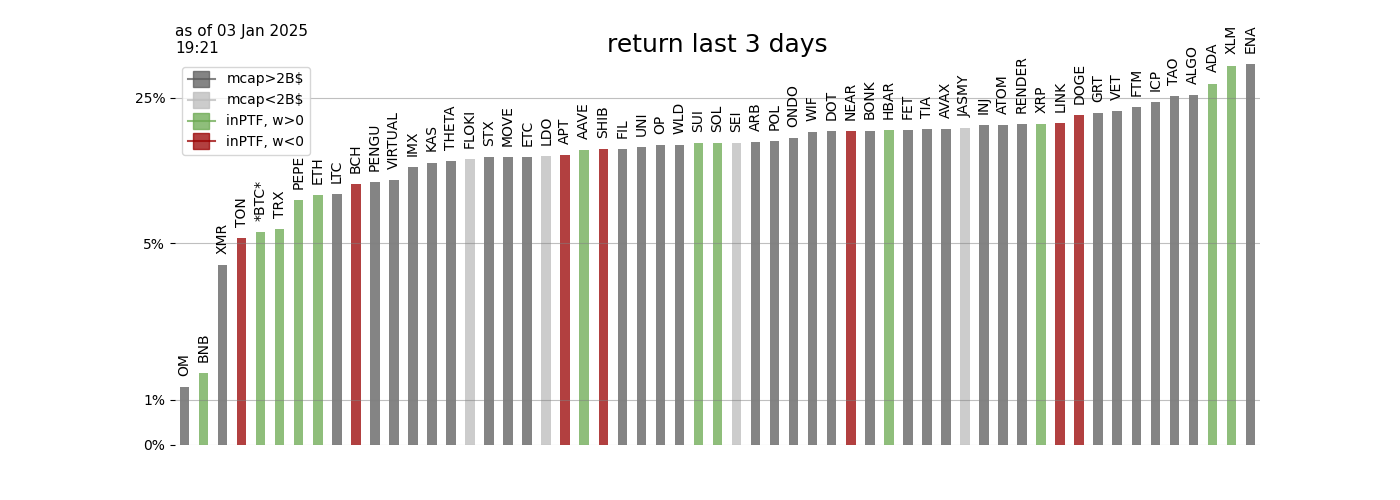 as of 03 Jan 2025
19:21
return last 3 days
mcap>2B$
mcap<2B$
inPTF, w>0
inPTF, w<0
25%
5%
1%
0%
OM
BNB
XMR
TON
*BTC*
TRX
PEPE
ETH
LTC
BCH
PENGU
VIRTUAL
IMX
KAS
THETA
FLOKI
STX
MOVE
ETC
LDO
APT
AAVE
SHIB
FIL
UNI
OP
WLD
SUI
SOL
SEI
ARB
POL
ONDO
WIF
DOT
NEAR
BONK
HBAR
FET
TIA
AVAX
JASMY
INJ
ATOM
RENDER
XRP
LINK
DOGE
GRT
VET
FTM
ICP
TAO
ALGO
ADA
XLM
ENA